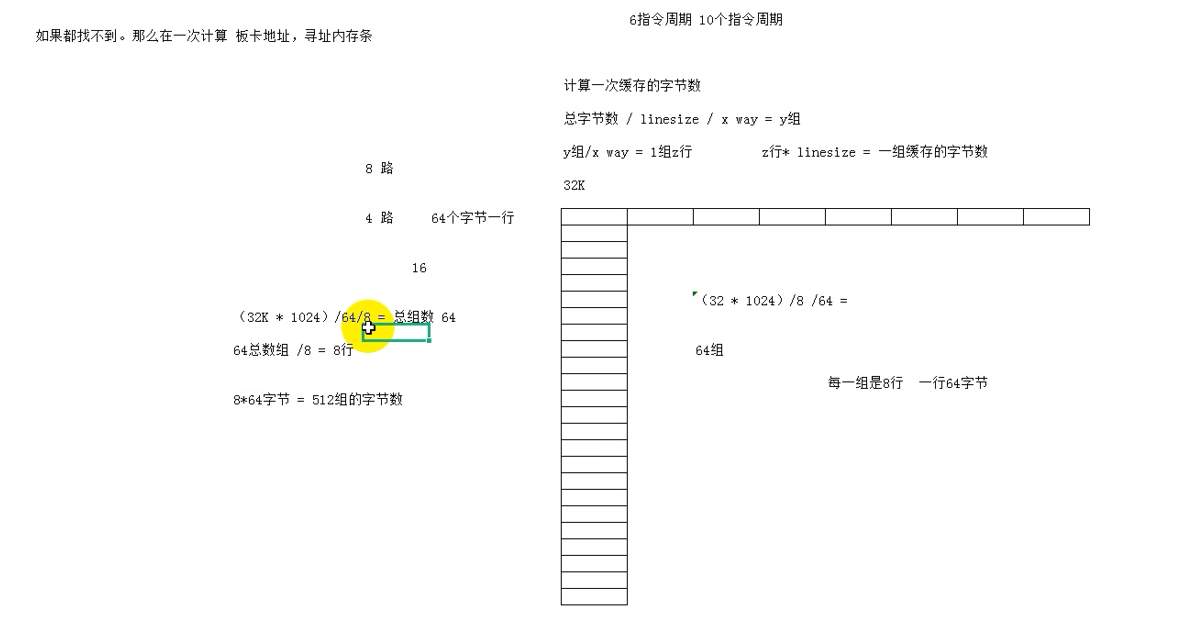 6指令周期 10个指令周期
如果都找不到。那么在一次计算 板卡地址，寻址内存条
计算一次缓存的字节数
总字节数 / linesize / x way = y组
y组/x way = 1组z行
z行* linesize = 一组缓存的字节数
8 路
32K
4 路
64个字节一行
16
（32 * 1024）/8 /64 =
（32K * 1024）/64/8 = 总组数 64
64总数组 /8 = 8行
64组
每一组是8行 一行64字节
8*64字节 = 512组的字节数